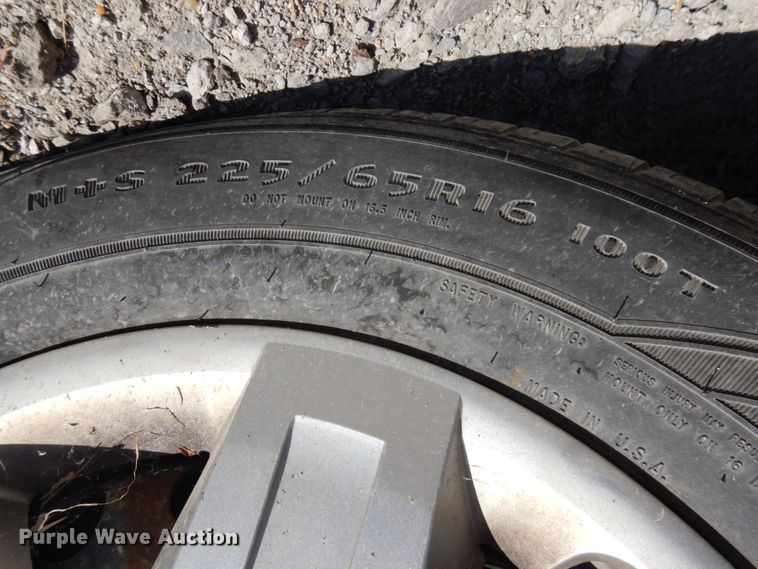 M+S 225/65R16 100T
DO NOT MOUNT ON 16.5 INCH RIM.
SAFETY WARNING:
SERIOUS INJURY MAY
MOUNT ONLY ON 16
MADE IN U.S.A.
Purple Wave Auction